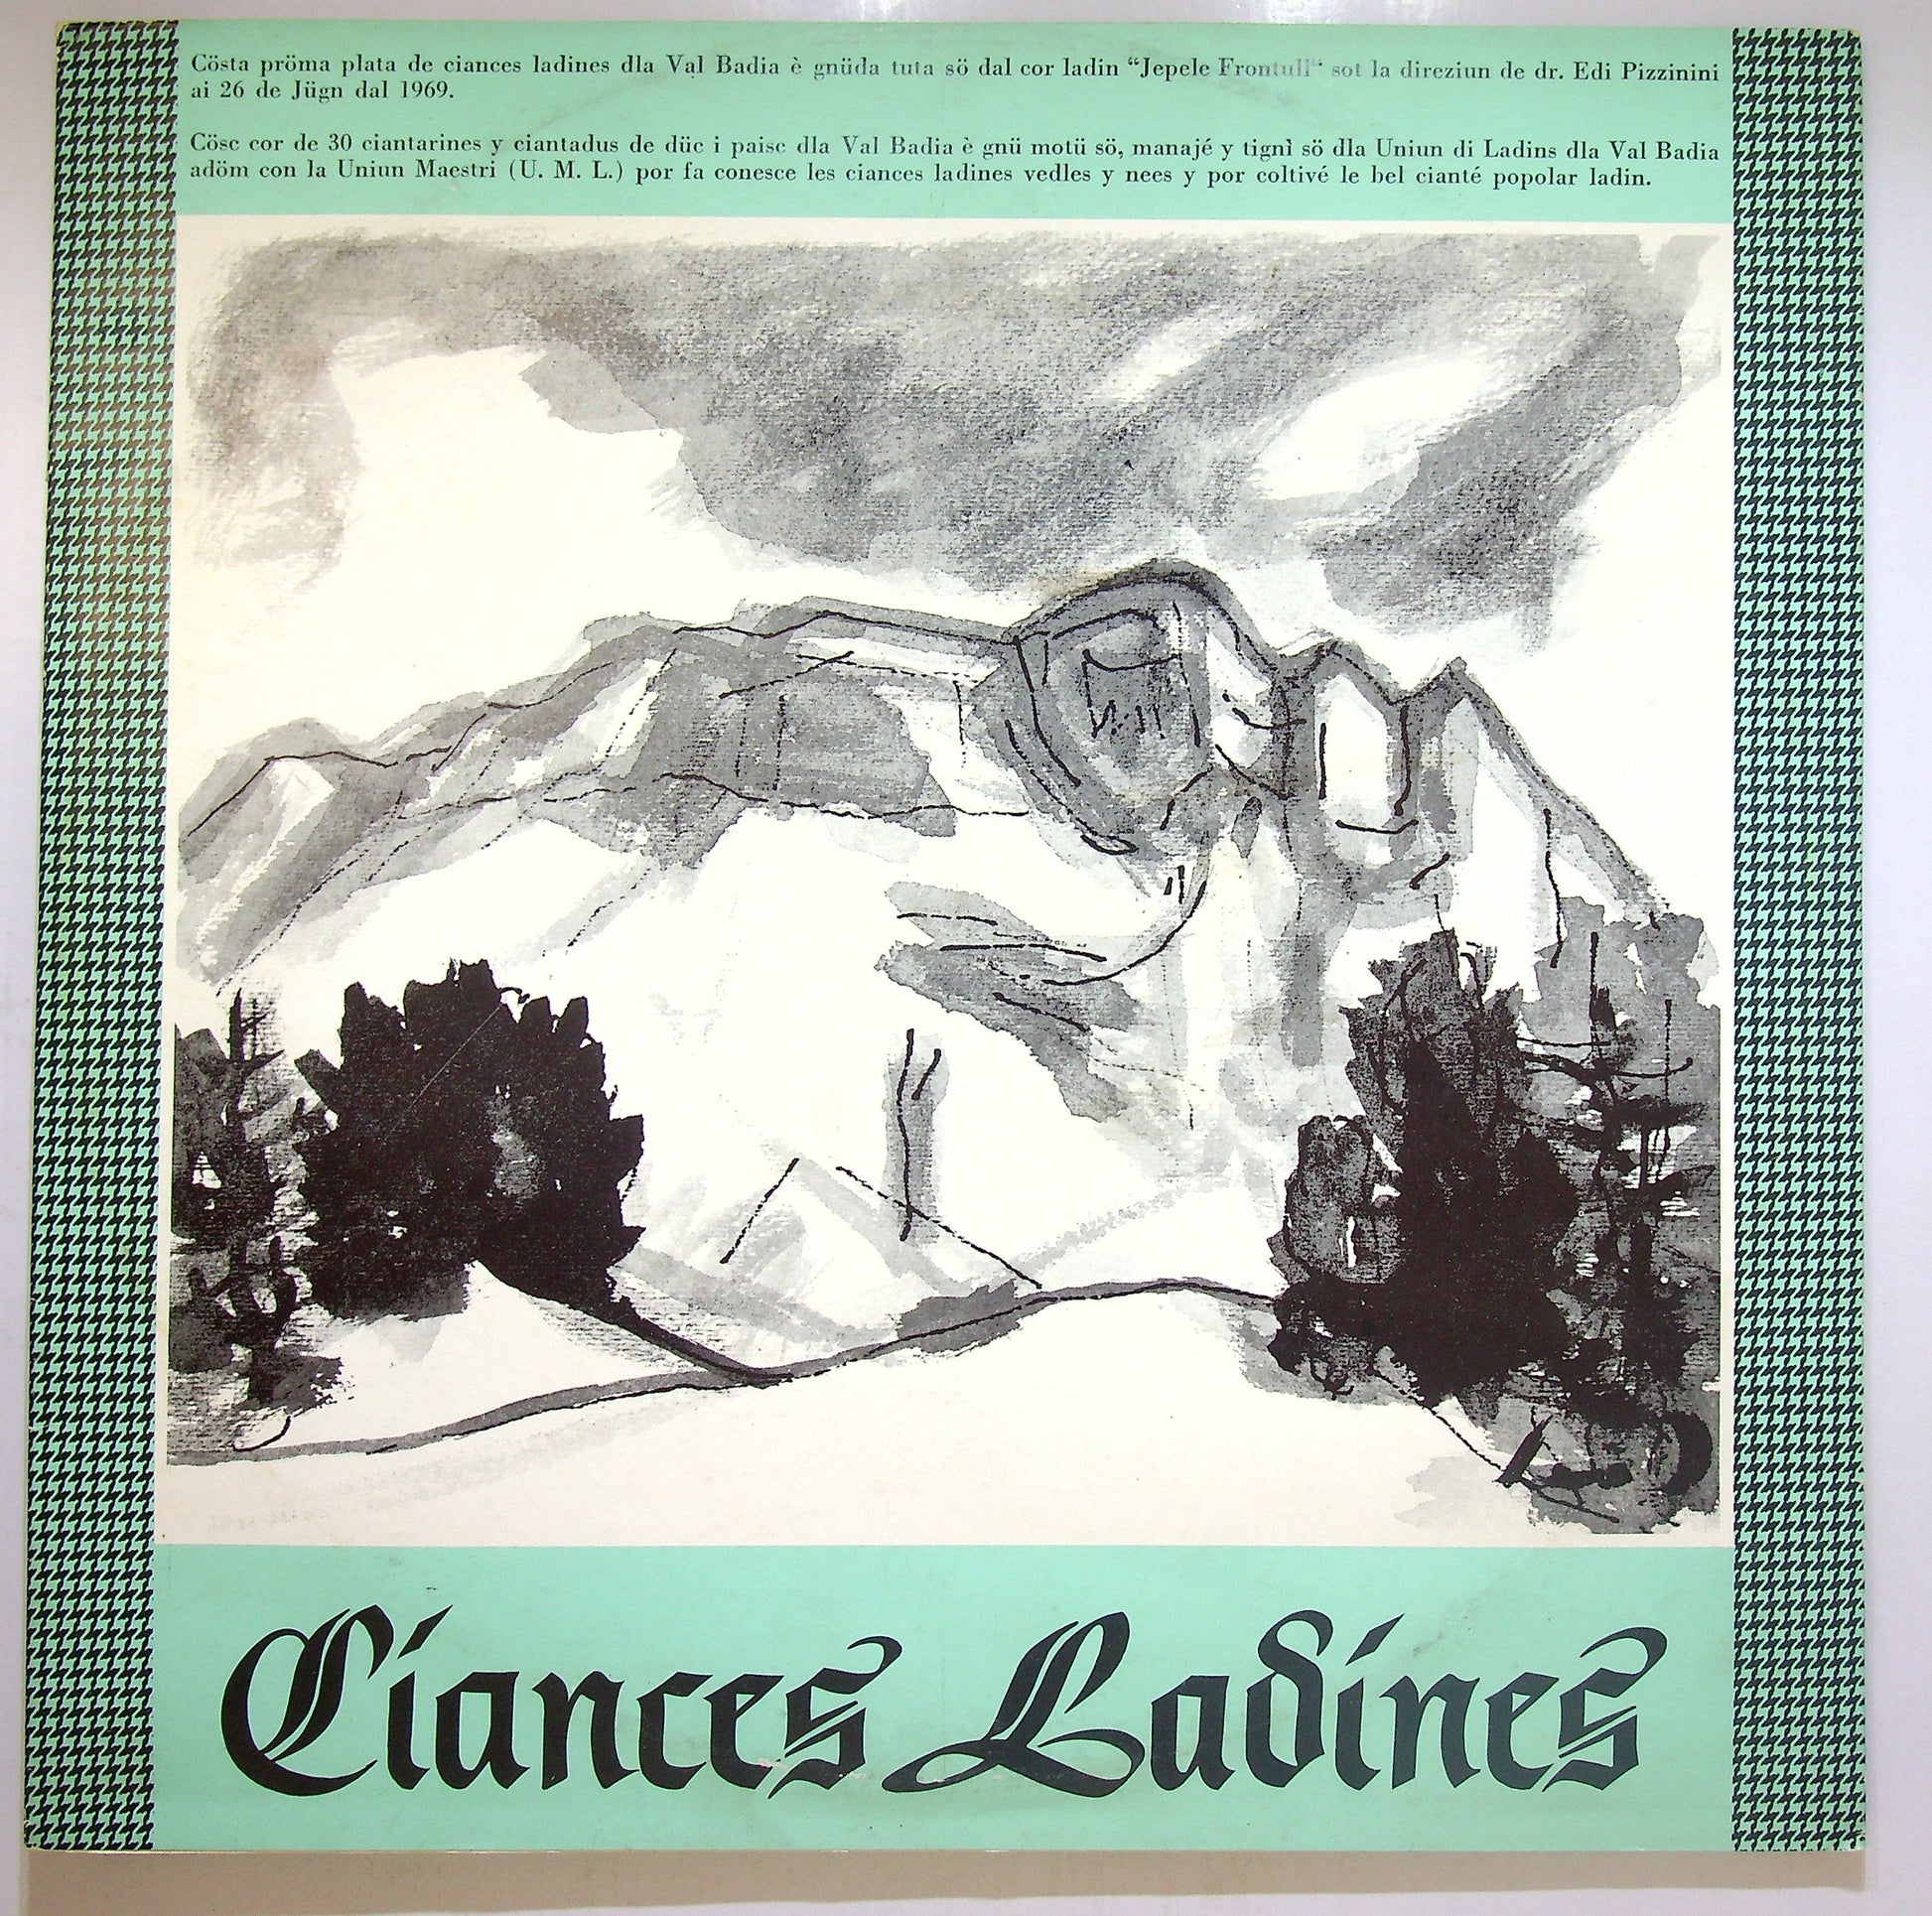 Cösta pröma plata de ciances ladines dla Val Badia è gnüda tuta sö dal cor ladin “Jepele Frontull“ sot la direziun de dr. Edi Pizzinini
ai 26 de Jügn dal 1969.
Cösc cor de 30 ciantarines y ciantadus de düc i paisc dla Val Badia è gnü motü sö, manajé y tignì sö dla Uniun di Ladins dla Val Badia
adöm con la Uniun Maestri (U. M. L.) por fa conesce les ciances ladines vedles y nees y por coltivé le bel cianté popolar ladin.
Ciances Ladines